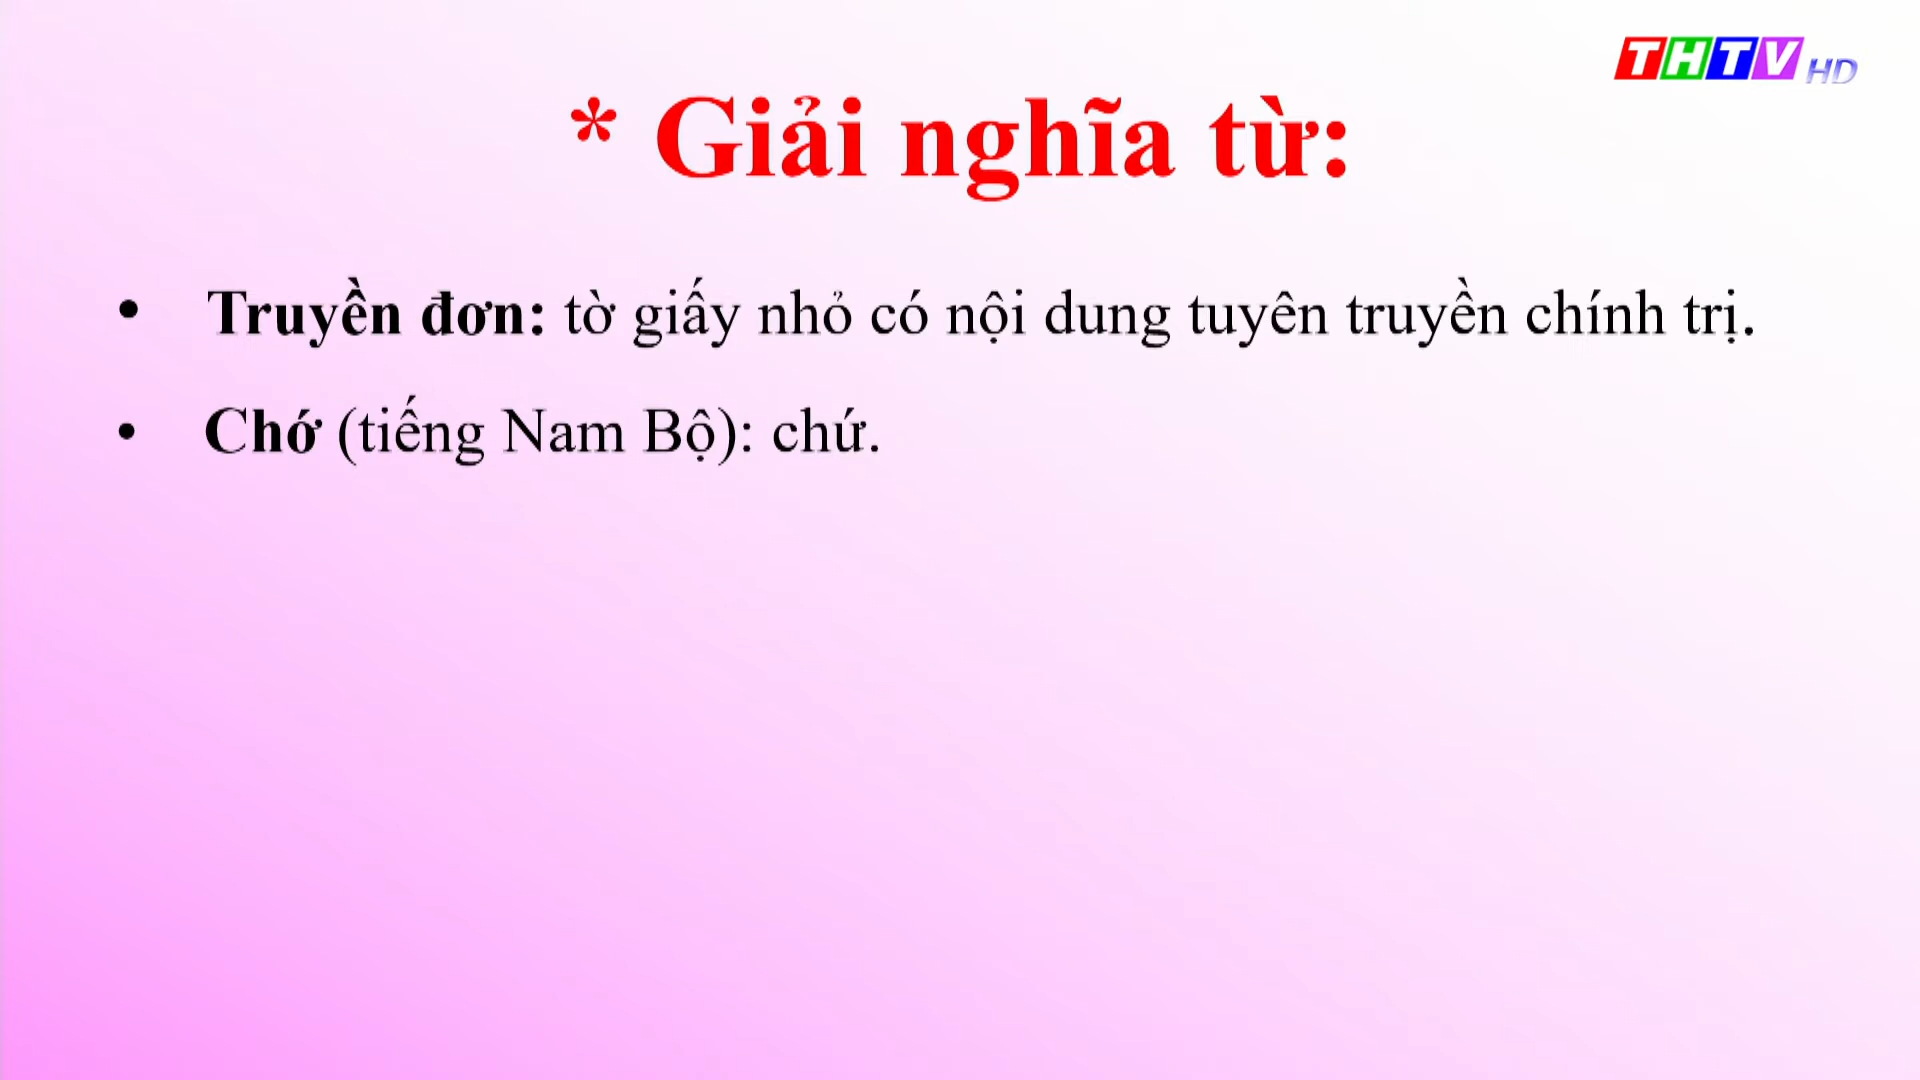 THTV HD
* Giải nghĩa từ:
• Truyền đơn: tờ giấy nhỏ có nội dung tuyên truyền chính trị.
• Chớ (tiếng Nam Bộ): chứ.